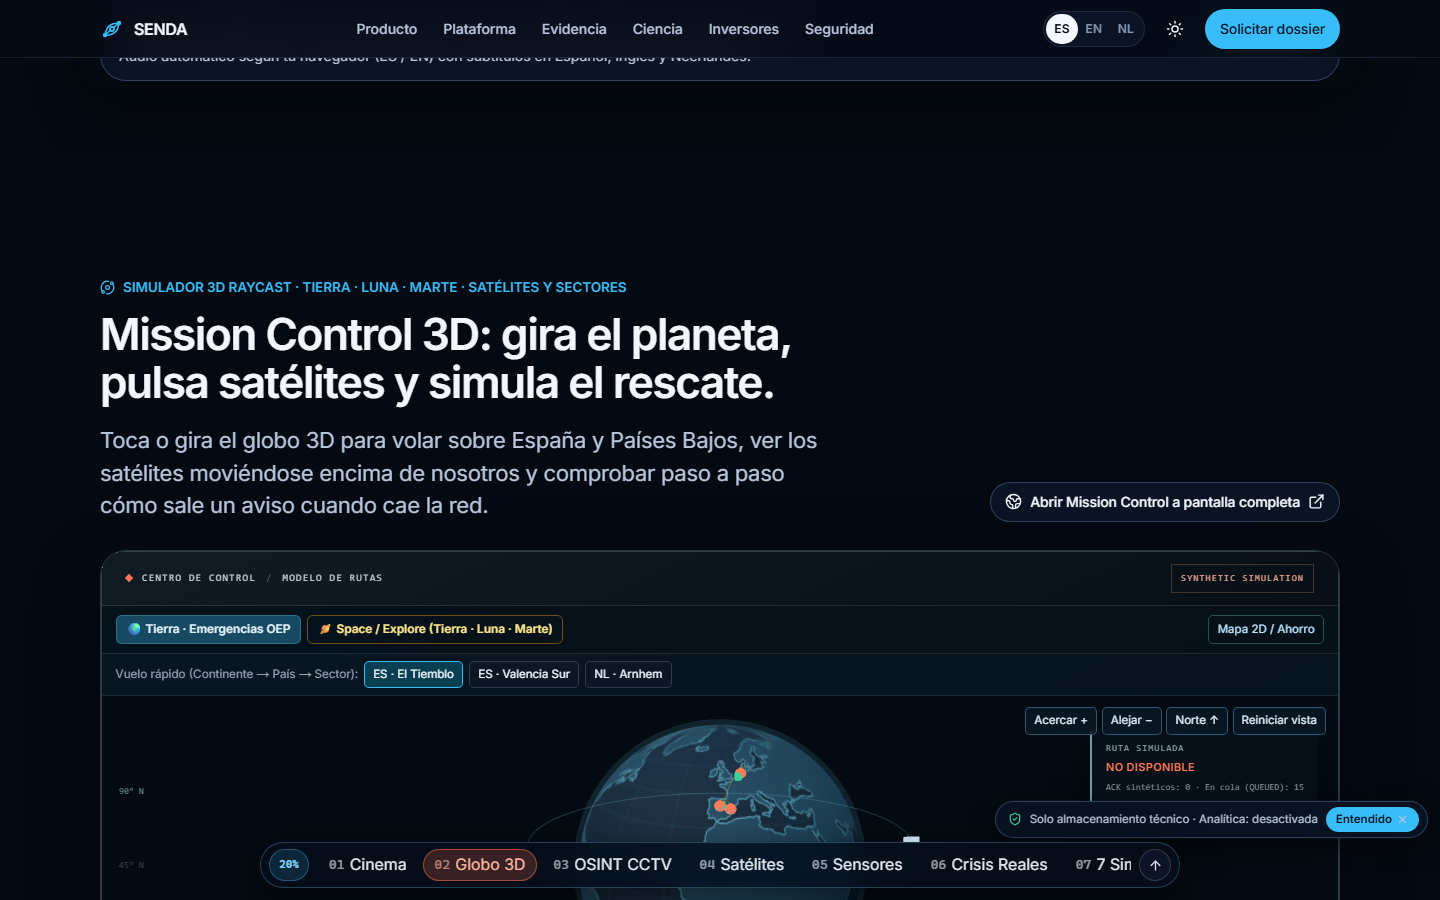 SENDA
Producto
Plataforma
Evidencia
Ciencia
Inversores
Seguridad
ES
EN
NL
Solicitar dossier
SIMULADOR 3D RAYCAST · TIERRA · LUNA · MARTE · SATÉLITES Y SECTORES
Mission Control 3D: gira el planeta,
pulsa satélites y simula el rescate.
Toca o gira el globo 3D para volar sobre España y Países Bajos, ver los
satélites moviéndose encima de nosotros y comprobar paso a paso
cómo sale un aviso cuando cae la red.
Abrir Mission Control a pantalla completa
CENTRO DE CONTROL / MODELO DE RUTAS
SYNTHETIC SIMULATION
Tierra · Emergencias OEP
Space / Explore (Tierra · Luna · Marte)
Mapa 2D / Ahorro
Vuelo rápido (Continente → País → Sector):
ES · El Tiemblo
ES · Valencia Sur
NL · Arnhem
Acercar +
Alejar −
Norte ↑
Reiniciar vista
RUTA SIMULADA
NO DISPONIBLE
ACK sintéticos: 0 · En cola (QUEUED): 15
90° N
45° N
Solo almacenamiento técnico · Analítica: desactivada
Entendido ×
20%
01 Cinema
02 Globo 3D
03 OSINT CCTV
04 Satélites
05 Sensores
06 Crisis Reales
07 7 Sin